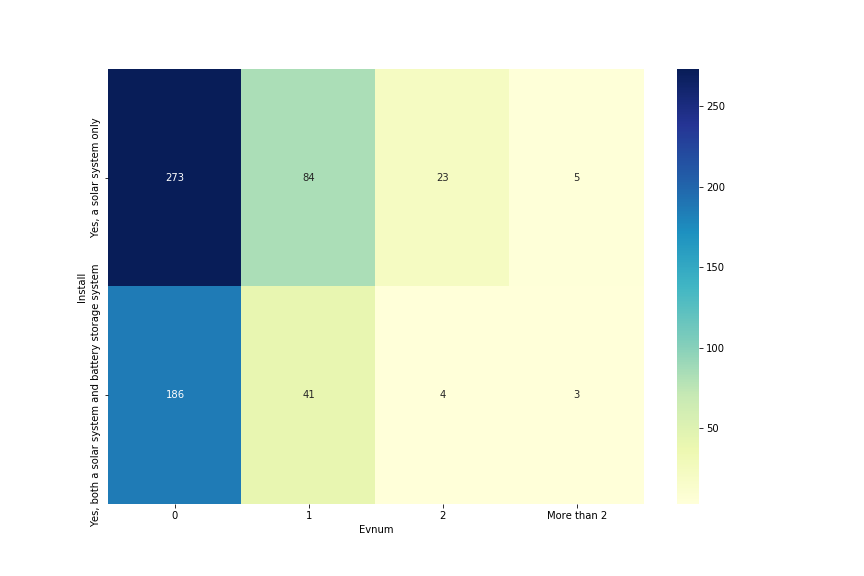 Install
Yes, a solar system only
Yes, both a solar system and battery storage system
273 84 23 5
186 41 4 3
0 1 2 More than 2
Evnum
250
200
150
100
50